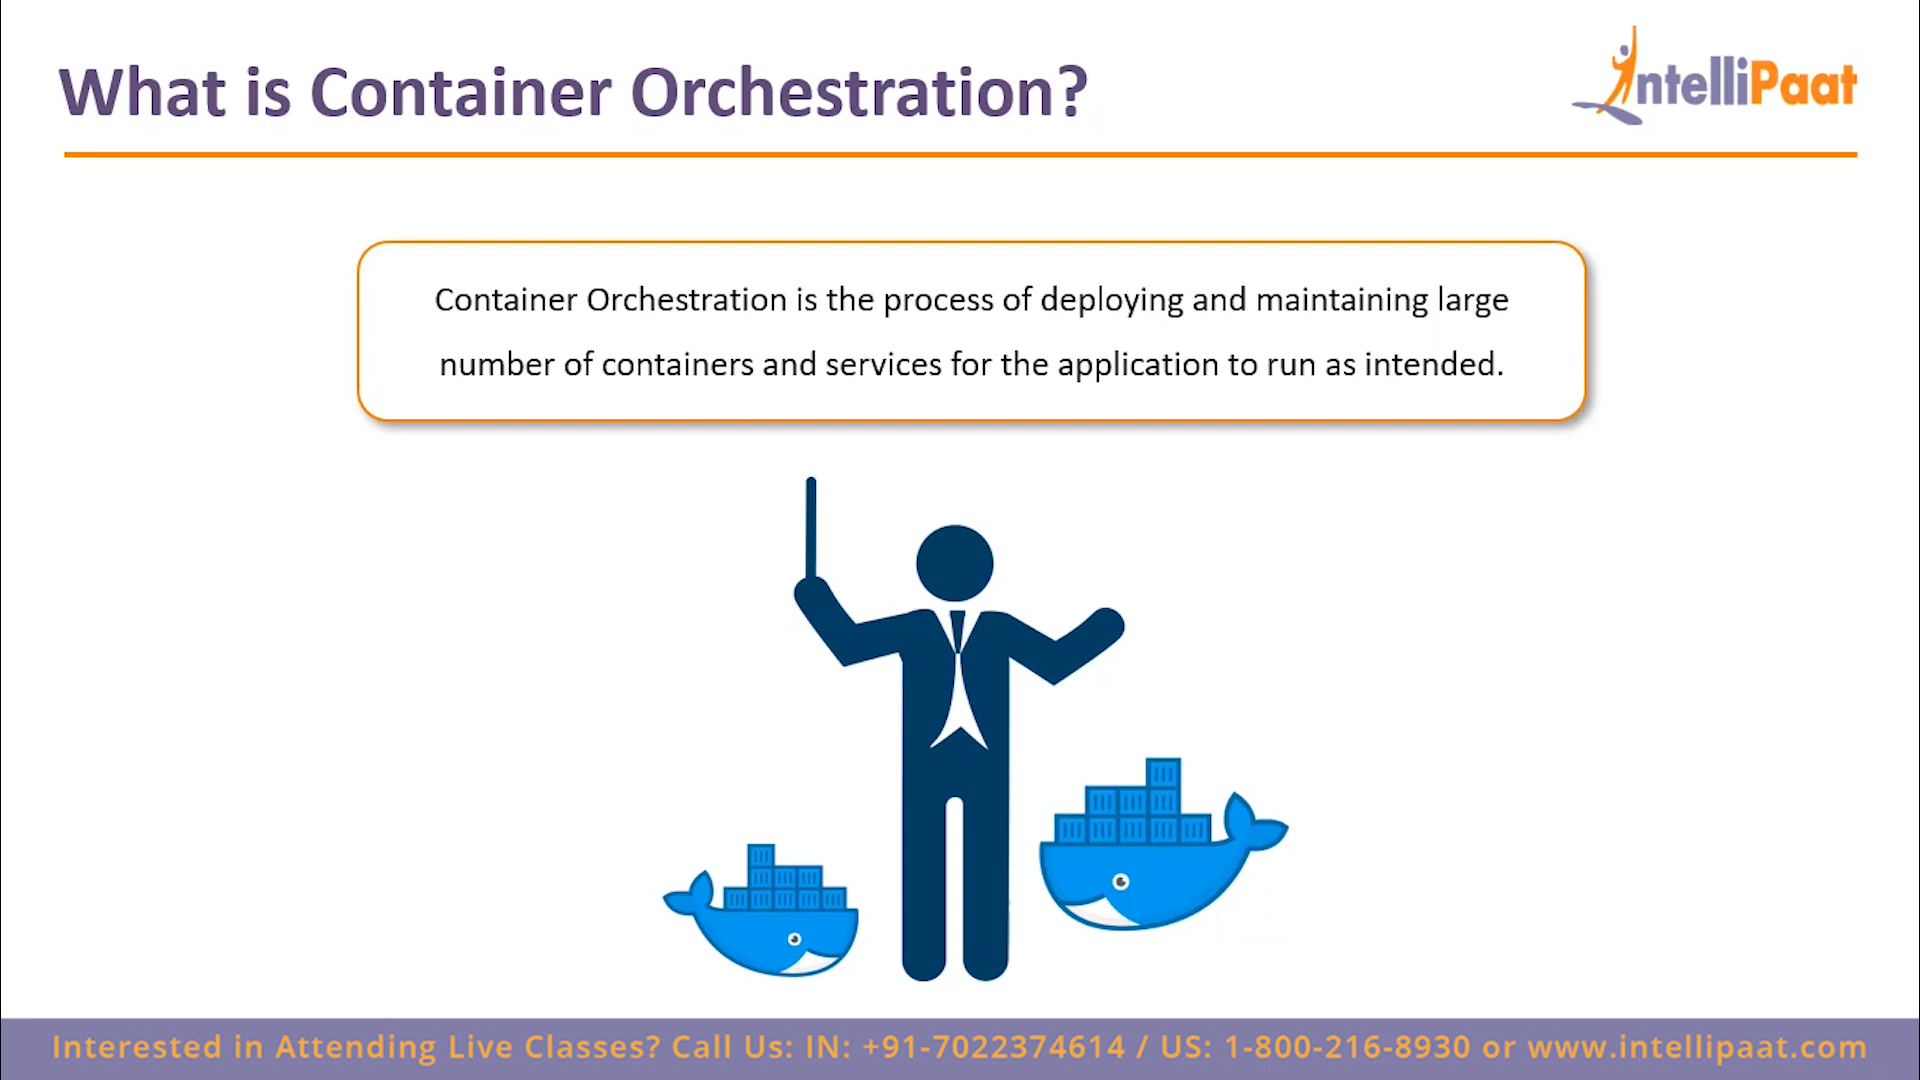 What is Container Orchestration?
IntelliPaat
Container Orchestration is the process of deploying and maintaining large
number of containers and services for the application to run as intended.
Interested in Attending Live Classes? Call Us: IN: +91-7022374614 / US: 1-800-216-8930 or www.intellipaat.com